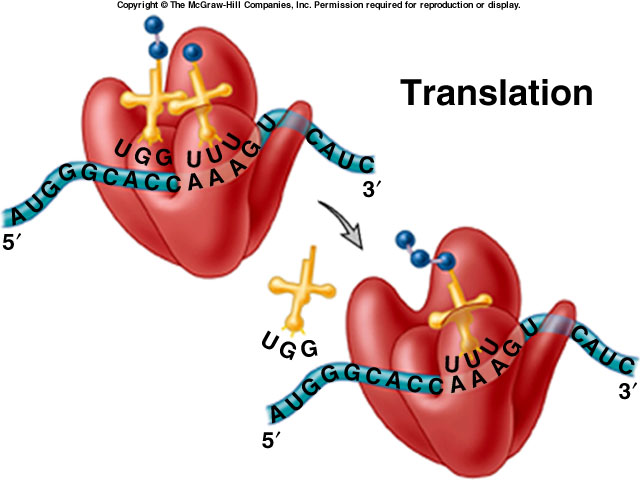 Copyright © The McGraw-Hill Companies, Inc. Permission required for reproduction or display.
Translation
UGG UUU
AUGGGCACCAAAGU CAUC
5′
3′
UGG
UUU
AUGGGCACCAAAGU CAUC
5′
3′